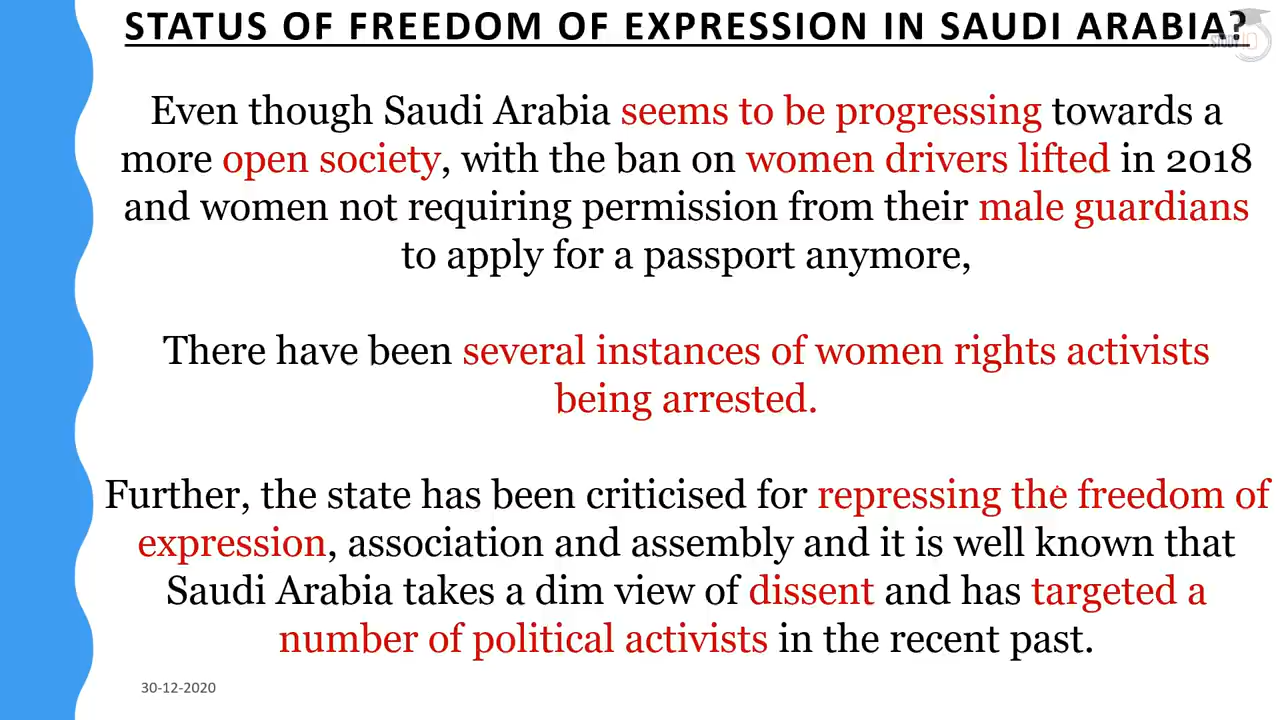 STATUS OF FREEDOM OF EXPRESSION IN SAUDI ARABIA?
STUDY IQ
Even though Saudi Arabia seems to be progressing towards a
more open society, with the ban on women drivers lifted in 2018
and women not requiring permission from their male guardians
to apply for a passport anymore,
There have been several instances of women rights activists
being arrested.
Further, the state has been criticised for repressing the freedom of
expression, association and assembly and it is well known that
Saudi Arabia takes a dim view of dissent and has targeted a
number of political activists in the recent past.
30-12-2020